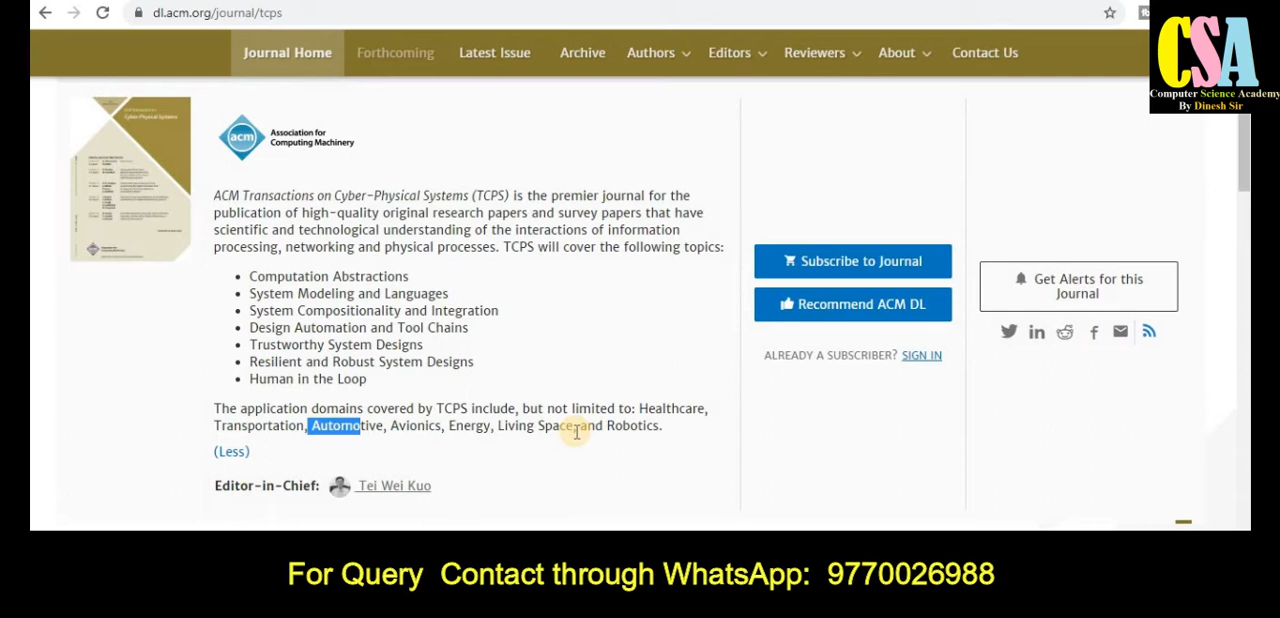 dl.acm.org/journal/tcps
CSA
Computer Science Academy
By Dinesh Sir
Journal Home Forthcoming Latest Issue Archive Authors Editors Reviewers About Contact Us
Cyber-Physical Systems
acm Association for
Computing Machinery
ACM Transactions on Cyber-Physical Systems (TCPS) is the premier journal for the
publication of high-quality original research papers and survey papers that have
scientific and technological understanding of the interactions of information
processing, networking and physical processes. TCPS will cover the following topics:
• Computation Abstractions
• System Modeling and Languages
• System Compositionality and Integration
• Design Automation and Tool Chains
• Trustworthy System Designs
• Resilient and Robust System Designs
• Human in the Loop
The application domains covered by TCPS include, but not limited to: Healthcare,
Transportation, Automotive, Avionics, Energy, Living Space and Robotics.
(Less)
Editor-in-Chief: Tei Wei Kuo
Subscribe to Journal
Recommend ACM DL
ALREADY A SUBSCRIBER? SIGN IN
Get Alerts for this
Journal
For Query Contact through WhatsApp: 9770026988